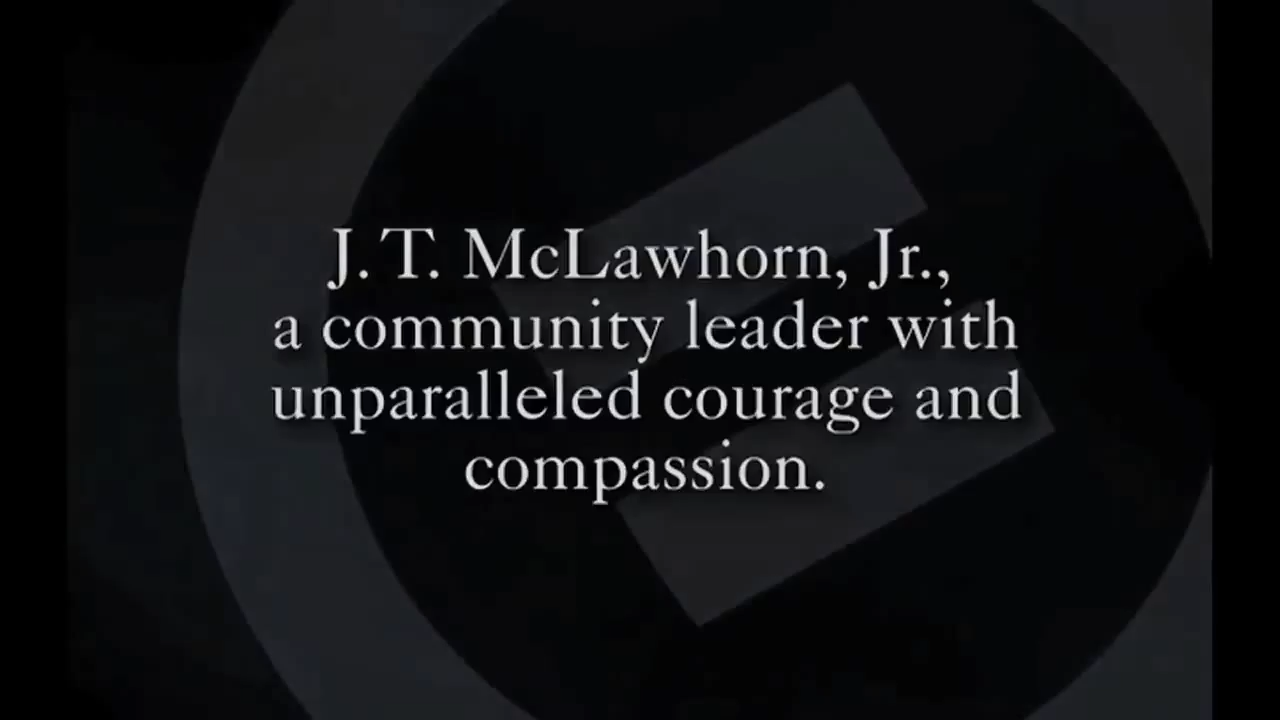 J. T. McLawhorn, Jr.,
a community leader with
unparalleled courage and
compassion.